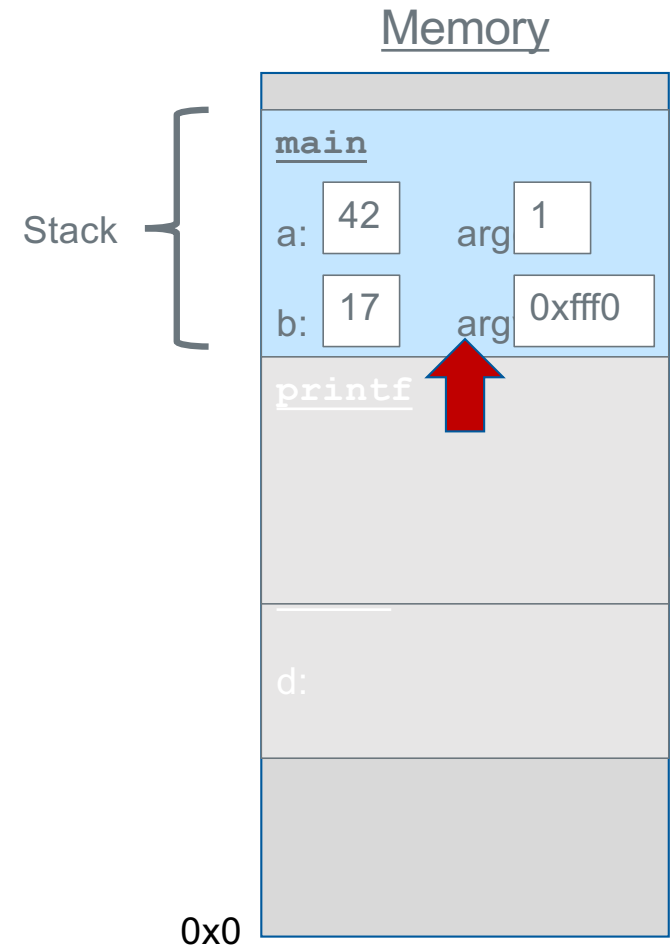 Memory
main
Stack
a: 42 arg 1
b: 17 arg 0xfff0
printf
d:
0x0